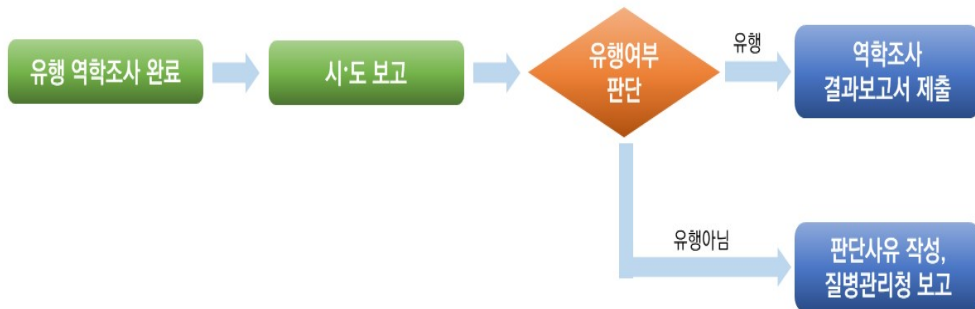 유행 역학조사 완료
시·도 보고
유행여부
판단
유행
역학조사
결과보고서 제출
유행아님
판단사유 작성,
질병관리청 보고